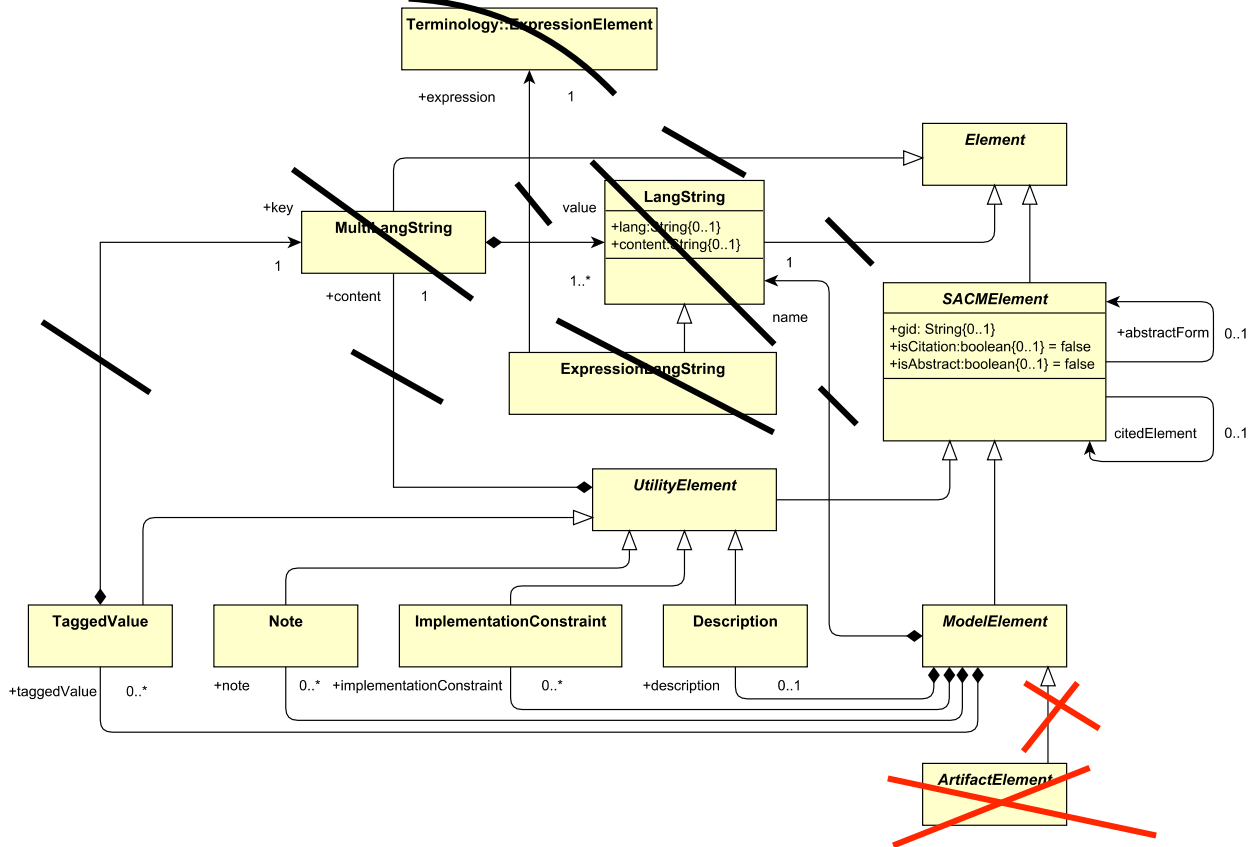 Terminology::ExpressionElement
+expression
1
Element
+key
MultiLangString
1
+content
1
value
1..*
LangString
+lang:String{0..1}
+content:String{0..1}
1
name
ExpressionLangString
SACMElement
+gid: String{0..1}
+isCitation:boolean{0..1} = false
+isAbstract:boolean{0..1} = false
+abstractForm
0..1
citedElement
0..1
UtilityElement
TaggedValue
Note
ImplementationConstraint
Description
ModelElement
+taggedValue
0..*
+note
0..*
+implementationConstraint
0..*
+description
0..1
ArtifactElement